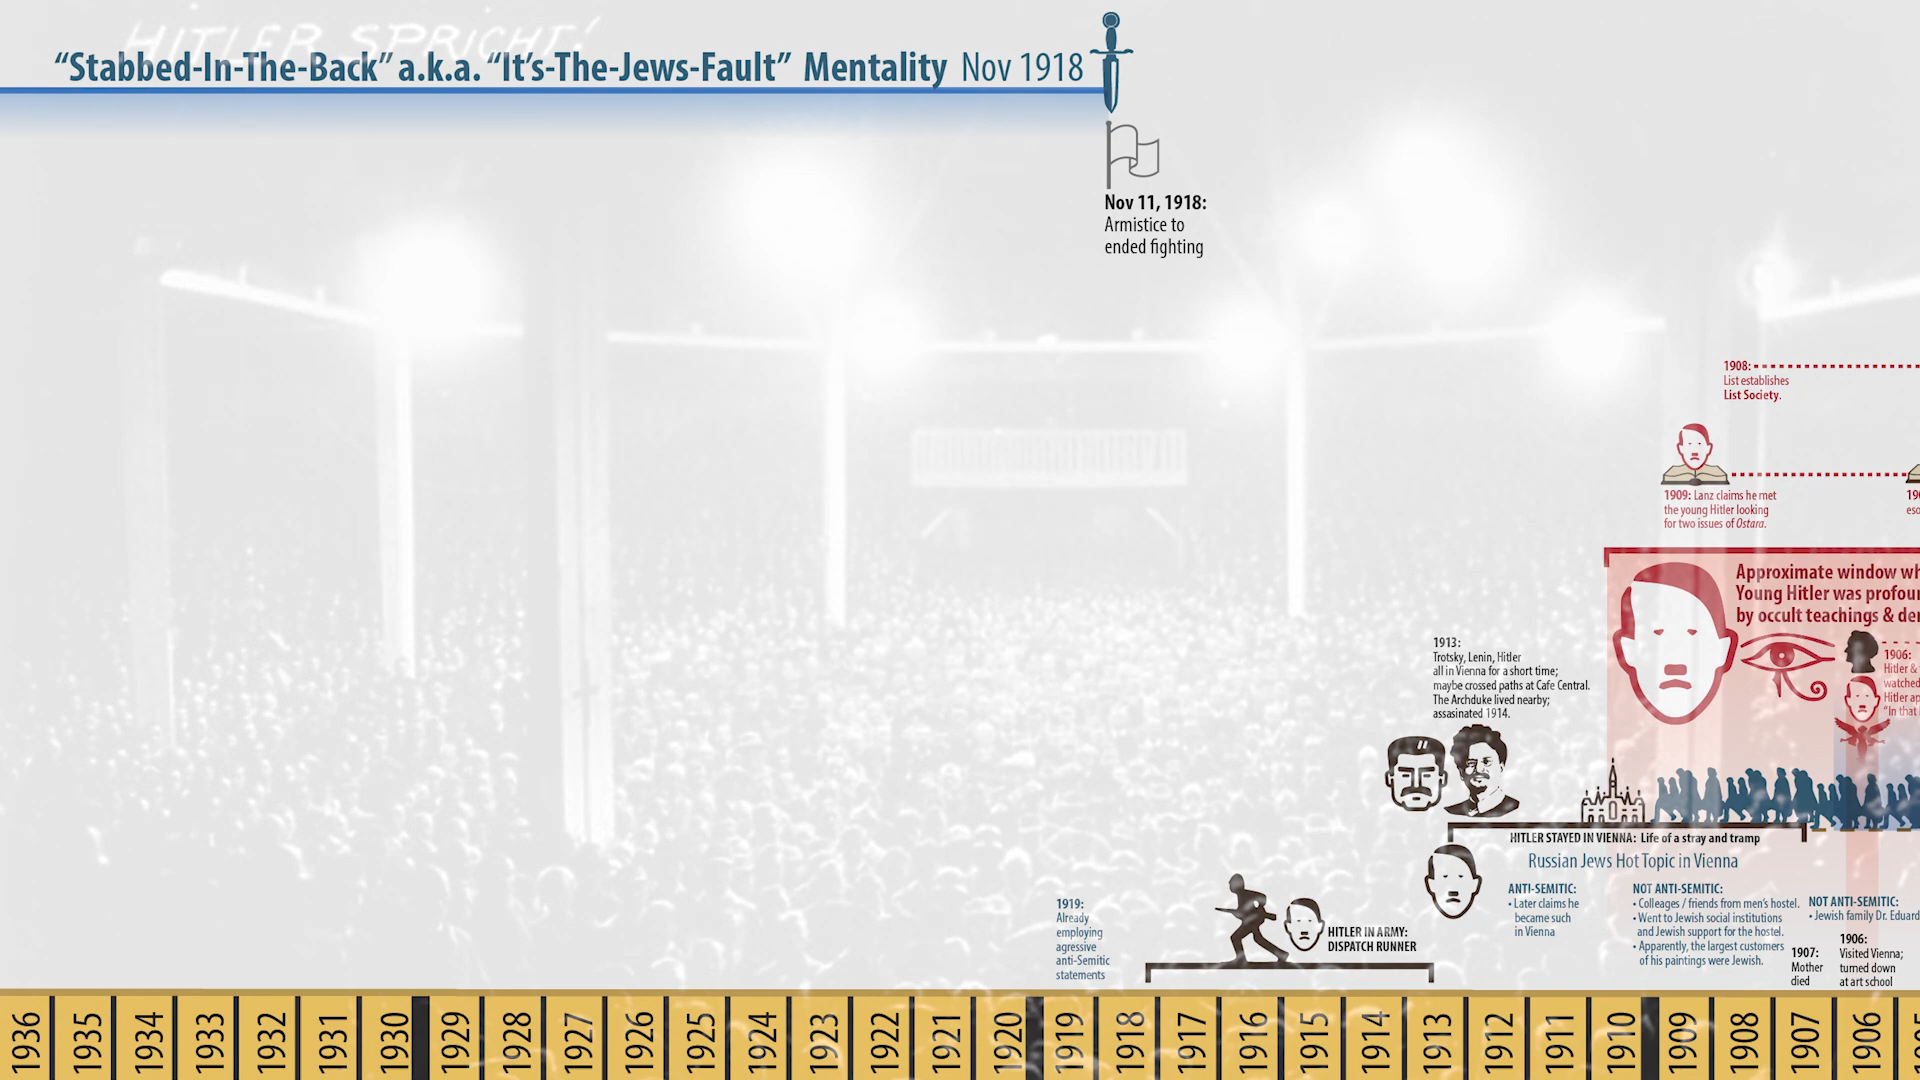 HITLER SPRICHT!
“Stabbed-In-The-Back” a.k.a. “It’s-The-Jews-Fault” Mentality Nov 1918
Nov 11, 1918:
Armistice to
ended fighting
1908:
List establishes
List Society.
1909: Lanz claims he met
the young Hitler looking
for two issues of Ostara.
Approximate window
Young Hitler was
by occult teachings &
1906:
Hitler &
watched
Hitler
"In that
1913:
Trotsky, Lenin, Hitler
all in Vienna for a short time;
maybe crossed paths at Cafe Central.
The Archduke lived nearby;
assasinated 1914.
HITLER STAYED IN VIENNA: Life of a stray and tramp
Russian Jews Hot Topic in Vienna
ANTI-SEMITIC:
• Later claims he
became such
in Vienna
NOT ANTI-SEMITIC:
• Colleages / friends from men’s hostel.
• Went to Jewish social institutions
and Jewish support for the hostel.
• Apparently, the largest customers
of his paintings were Jewish.
NOT ANTI-SEMITIC:
• Jewish family Dr. Eduard
1907:
Mother
died
1906:
Visited Vienna;
turned down
at art school
1919:
Already
employing
agressive
anti-Semitic
statements
HITLER IN ARMY:
DISPATCH RUNNER
1936 1935 1934 1933 1932 1931 1930 1929 1928 1927 1926 1925 1924 1923 1922 1921 1920 1919 1918 1917 1916 1915 1914 1913 1912 1911 1910 1909 1908 1907 1906